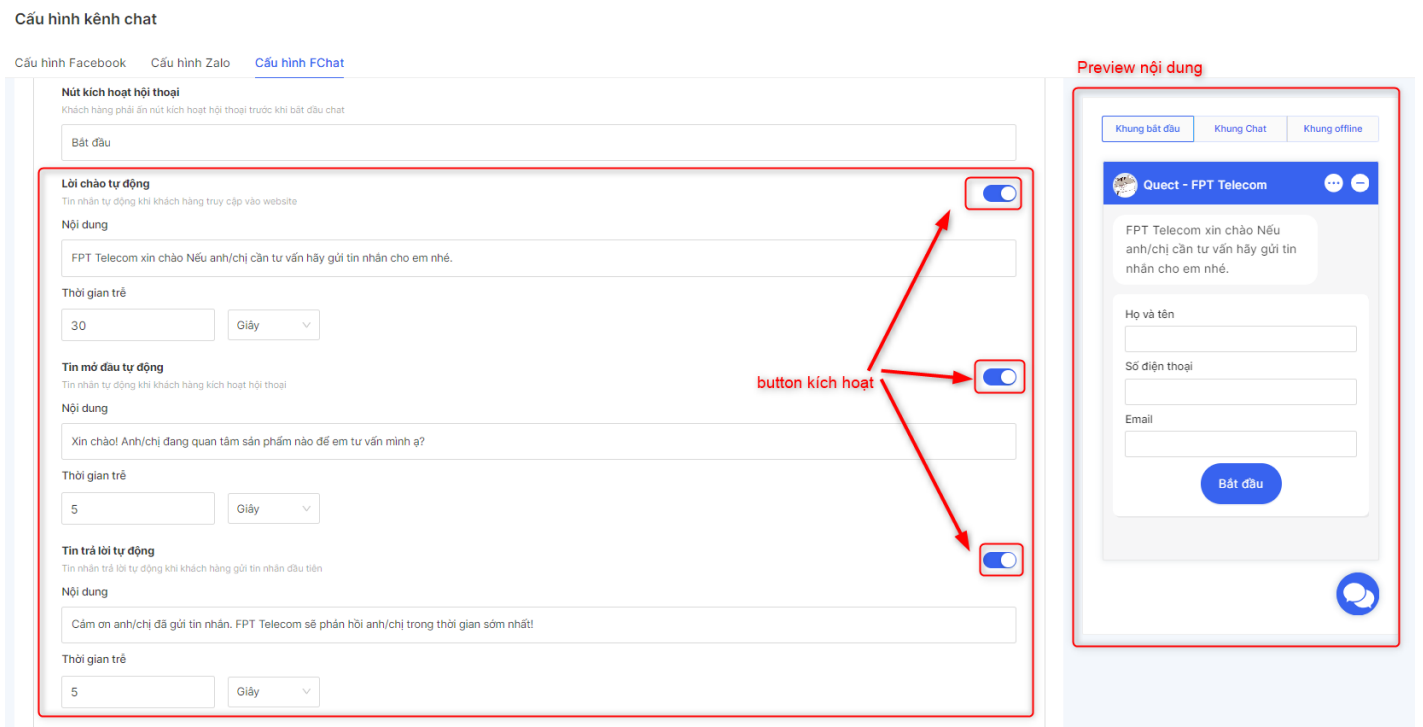 Cấu hình kênh chat
Cấu hình Facebook Cấu hình Zalo Cấu hình FChat
Nút kích hoạt hội thoại
Khách hàng phải ấn nút kích hoạt hội thoại trước khi bắt đầu chat
Bắt đầu
Lời chào tự động
Tin nhắn tự động khi khách hàng truy cập vào website
Nội dung
FPT Telecom xin chào Nếu anh/chị cần tư vấn hãy gửi tin nhắn cho em nhé.
Thời gian trễ
30 Giây
Tin mở đầu tự động
Tin nhắn tự động khi khách hàng kích hoạt hội thoại
button kích hoạt
Nội dung
Xin chào! Anh/chị đang quan tâm sản phẩm nào để em tư vấn mình ạ?
Thời gian trễ
5 Giây
Tin trả lời tự động
Tin nhắn trả lời tự động khi khách hàng gửi tin nhắn đầu tiên
Nội dung
Cảm ơn anh/chị đã gửi tin nhắn. FPT Telecom sẽ phản hồi anh/chị trong thời gian sớm nhất!
Thời gian trễ
5 Giây
Preview nội dung
Khung bắt đầu Khung Chat Khung offline
Quect - FPT Telecom
FPT Telecom xin chào Nếu
anh/chị cần tư vấn hãy gửi tin
nhắn cho em nhé.
Họ và tên
Số điện thoại
Email
Bắt đầu